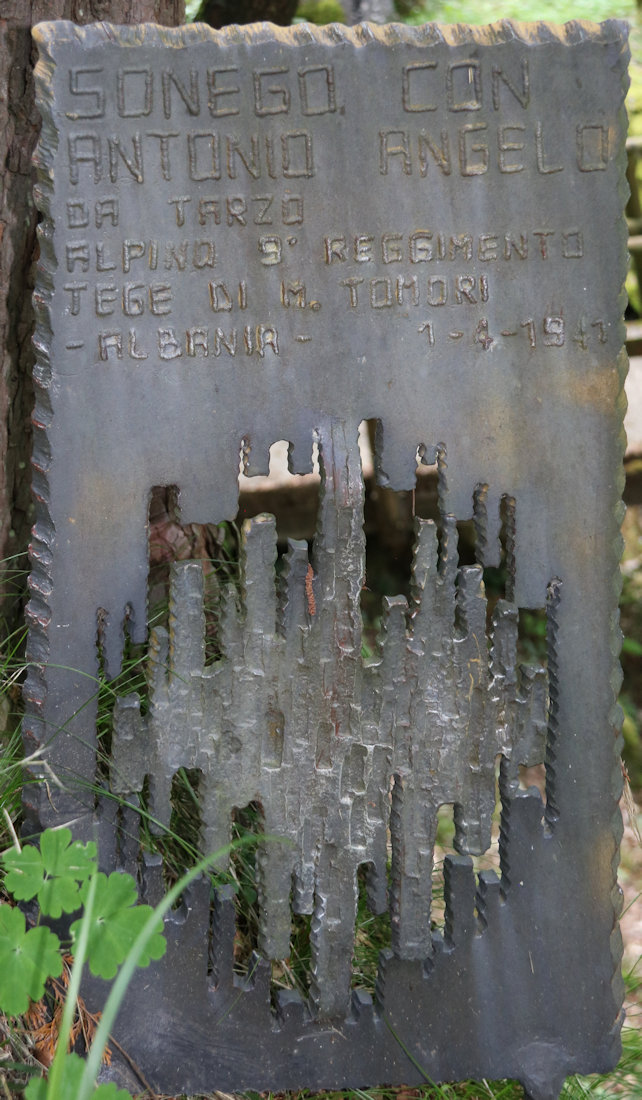 SONEGO. CON
ANTONIO ANGELO
DA TARZO
ALPINO 9° REGGIMENTO
TEGE DI M. TOMORI
- ALBANIA - 1-4-1941